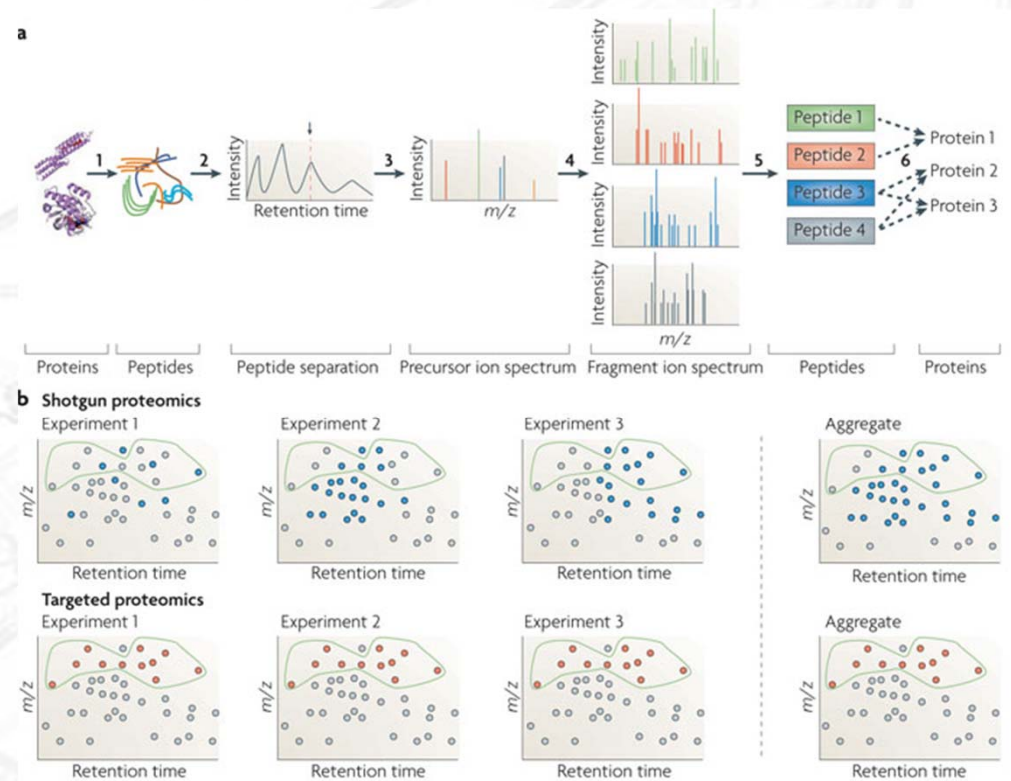 a
Intensity
Intensity
Intensity
Intensity
m/z
1
2
Intensity
Retention time
3
Intensity
m/z
4
5
Peptide 1
Peptide 2
Peptide 3
Peptide 4
6
Protein 1
Protein 2
Protein 3
Proteins
Peptides
Peptide separation
Precursor ion spectrum
Fragment ion spectrum
Peptides
Proteins
b Shotgun proteomics
Experiment 1
m/z
Retention time
Experiment 2
m/z
Retention time
Experiment 3
m/z
Retention time
Aggregate
m/z
Retention time
Targeted proteomics
Experiment 1
m/z
Retention time
Experiment 2
m/z
Retention time
Experiment 3
m/z
Retention time
Aggregate
m/z
Retention time